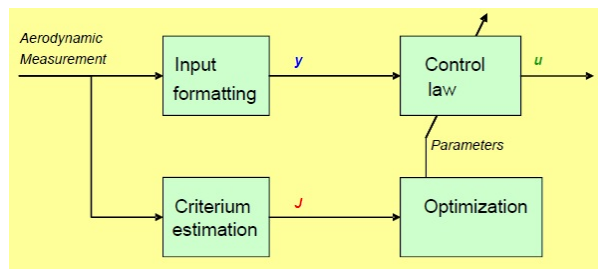 Aerodynamic
Measurement
Input
formatting
y
Control
law
u
Parameters
Criterium
estimation
J
Optimization